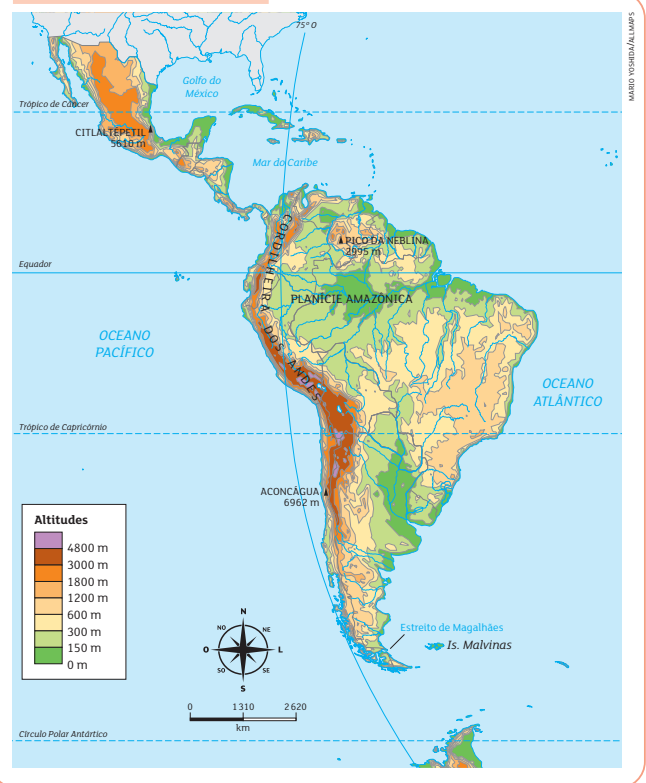 MARIO YOSHIDA/ALLMAPS
75° O
Golfo do
México
Trópico de Câncer
CITLALTÉPETIL
5610 m
Mar do Caribe
CORDILHEIRA DOS ANDES
PICO DA NEBLINA
2995 m
Equador
PLANÍCIE AMAZÔNICA
OCEANO
PACÍFICO
OCEANO
ATLÂNTICO
Trópico de Capricórnio
ACONCÁGUA
6962 m
Altitudes
4800 m
3000 m
1800 m
1200 m
600 m
300 m
150 m
0 m
N
NO
NE
O
L
SO
SE
S
Estreito de Magalhães
Is. Malvinas
0 1310 2620
km
Círculo Polar Antártico